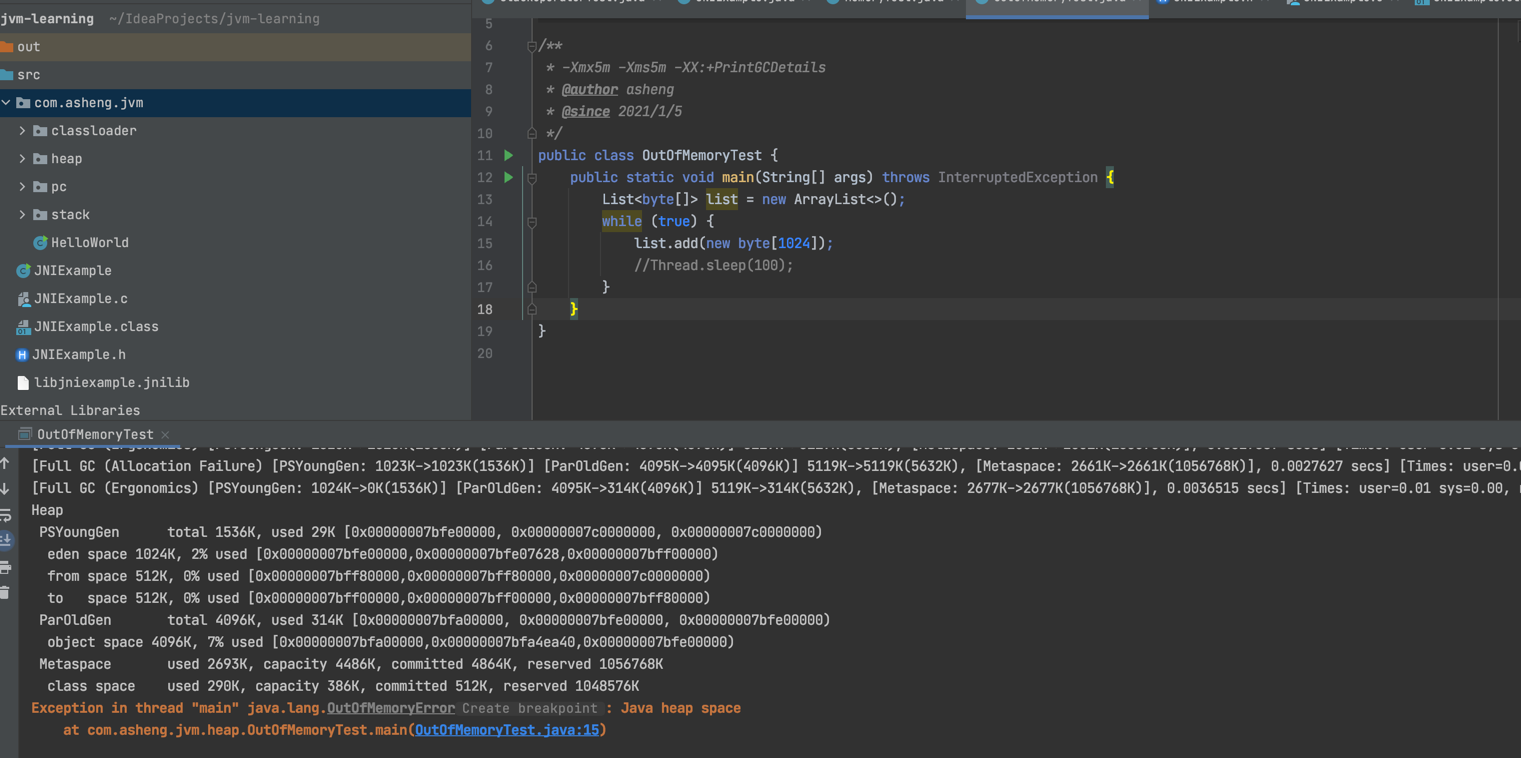 jvm-learning ~/IdeaProjects/jvm-learning
out
src
com.asheng.jvm
classloader
heap
pc
stack
HelloWorld
JNIExample
JNIExample.c
JNIExample.class
JNIExample.h
libjniexample.jnilib
External Libraries
5
6 /**
7 * -Xmx5m -Xms5m -XX:+PrintGCDetails
8 * @author asheng
9 * @since 2021/1/5
10 */
11 public class OutOfMemoryTest {
12 public static void main(String[] args) throws InterruptedException {
13 List<byte[]> list = new ArrayList<>();
14 while (true) {
15 list.add(new byte[1024]);
16 //Thread.sleep(100);
17 }
18 }
19 }
20
OutOfMemoryTest
[Full GC (Allocation Failure) [PSYoungGen: 1023K->1023K(1536K)] [ParOldGen: 4095K->4095K(4096K)] 5119K->5119K(5632K), [Metaspace: 2661K->2661K(1056768K)], 0.0027627 secs] [Times: user=0.0
[Full GC (Ergonomics) [PSYoungGen: 1024K->0K(1536K)] [ParOldGen: 4095K->314K(4096K)] 5119K->314K(5632K), [Metaspace: 2677K->2677K(1056768K)], 0.0036515 secs] [Times: user=0.01 sys=0.00,
Heap
PSYoungGen total 1536K, used 29K [0x00000007bfe00000, 0x00000007c0000000, 0x00000007c0000000)
eden space 1024K, 2% used [0x00000007bfe00000,0x00000007bfe07628,0x00000007bff00000)
from space 512K, 0% used [0x00000007bff80000,0x00000007bff80000,0x00000007c0000000)
to space 512K, 0% used [0x00000007bff00000,0x00000007bff00000,0x00000007bff80000)
ParOldGen total 4096K, used 314K [0x00000007bfa00000, 0x00000007bfe00000, 0x00000007bfe00000)
object space 4096K, 7% used [0x00000007bfa00000,0x00000007bfa4ea40,0x00000007bfe00000)
Metaspace used 2693K, capacity 4486K, committed 4864K, reserved 1056768K
class space used 290K, capacity 386K, committed 512K, reserved 1048576K
Exception in thread "main" java.lang.OutOfMemoryError Create breakpoint : Java heap space
at com.asheng.jvm.heap.OutOfMemoryTest.main(OutOfMemoryTest.java:15)